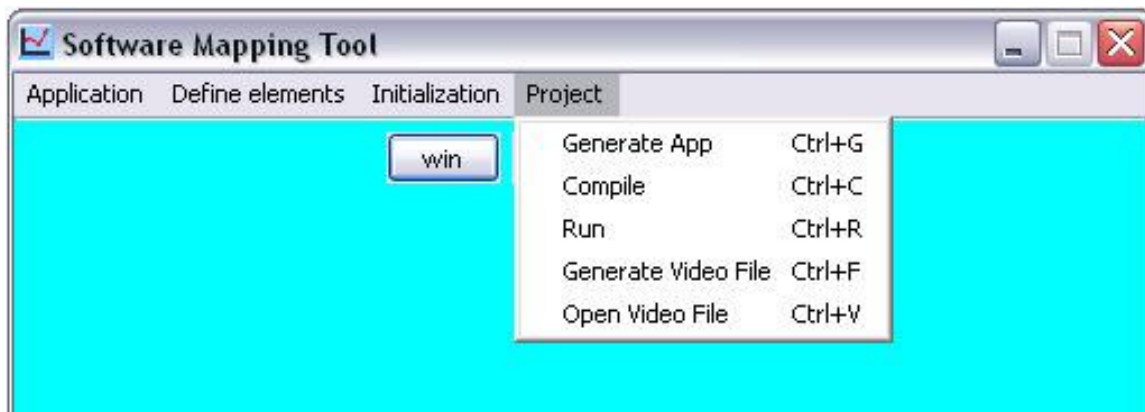 Software Mapping Tool
Application Define elements Initialization Project
win
Generate App Ctrl+G
Compile Ctrl+C
Run Ctrl+R
Generate Video File Ctrl+F
Open Video File Ctrl+V